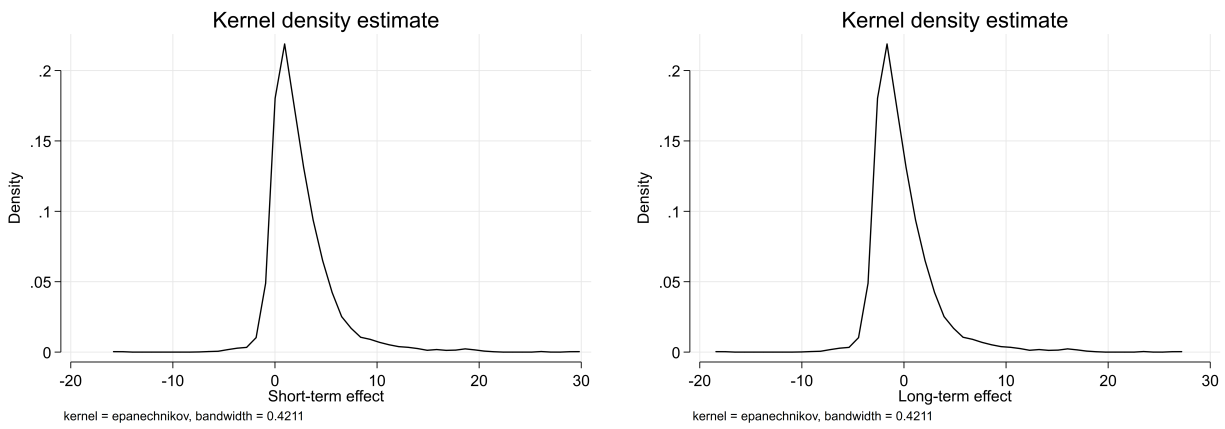 Kernel density estimate
.2
.15
.1
.05
0
Density
-20 -10 0 10 20 30
Short-term effect
kernel = epanechnikov, bandwidth = 0.4211
Kernel density estimate
.2
.15
.1
.05
0
Density
-20 -10 0 10 20 30
Long-term effect
kernel = epanechnikov, bandwidth = 0.4211